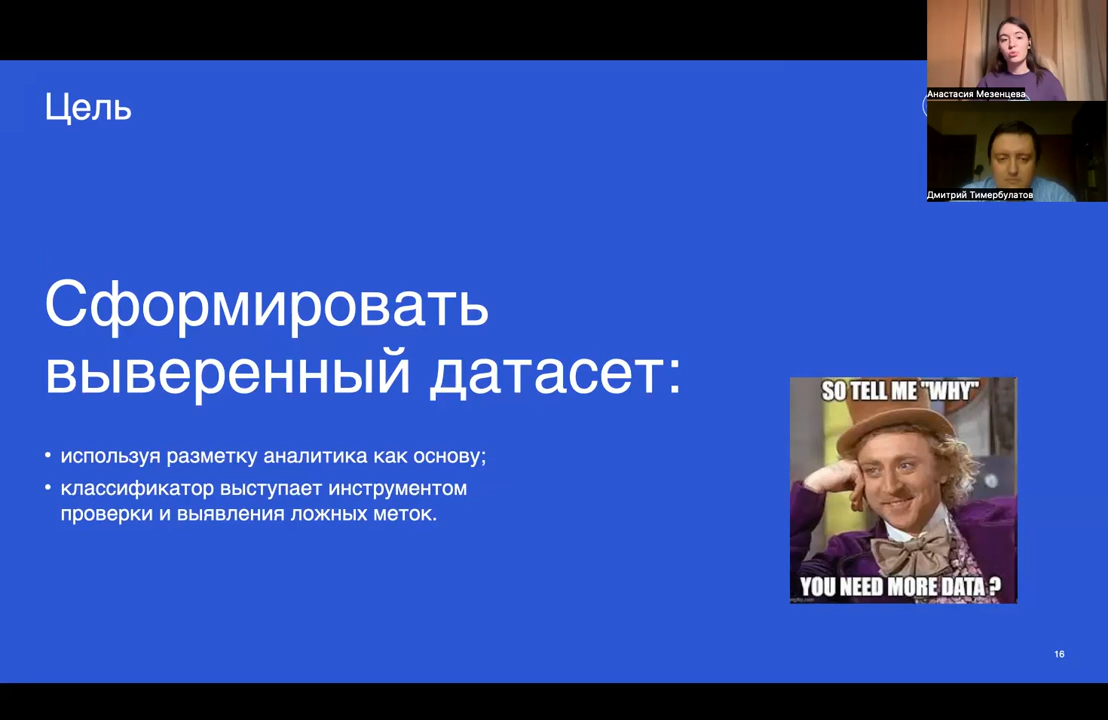 Цель
Анастасия Мезенцева
Дмитрий Тимербулатов
Сформировать
выверенный датасет:
• используя разметку аналитика как основу;
• классификатор выступает инструментом
проверки и выявления ложных меток.
SO TELL ME "WHY"
YOU NEED MORE DATA ?
16